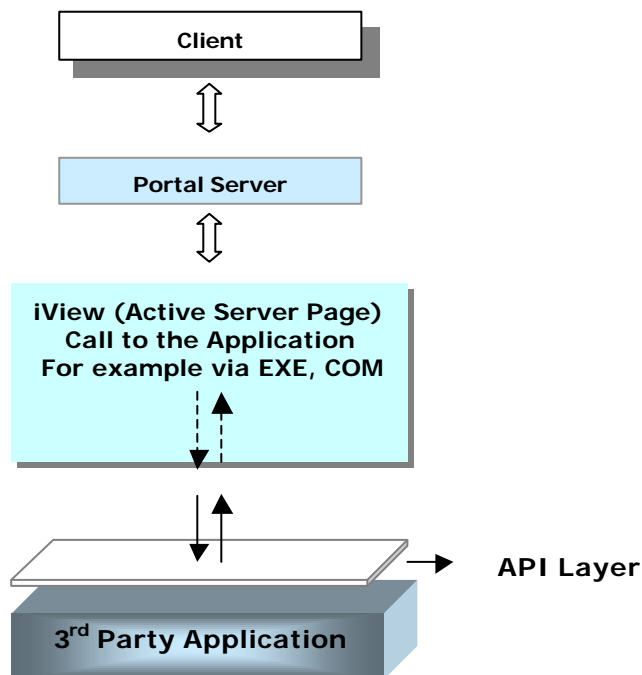 Client
Portal Server
iView (Active Server Page)
Call to the Application
For example via EXE, COM
API Layer
3rd Party Application